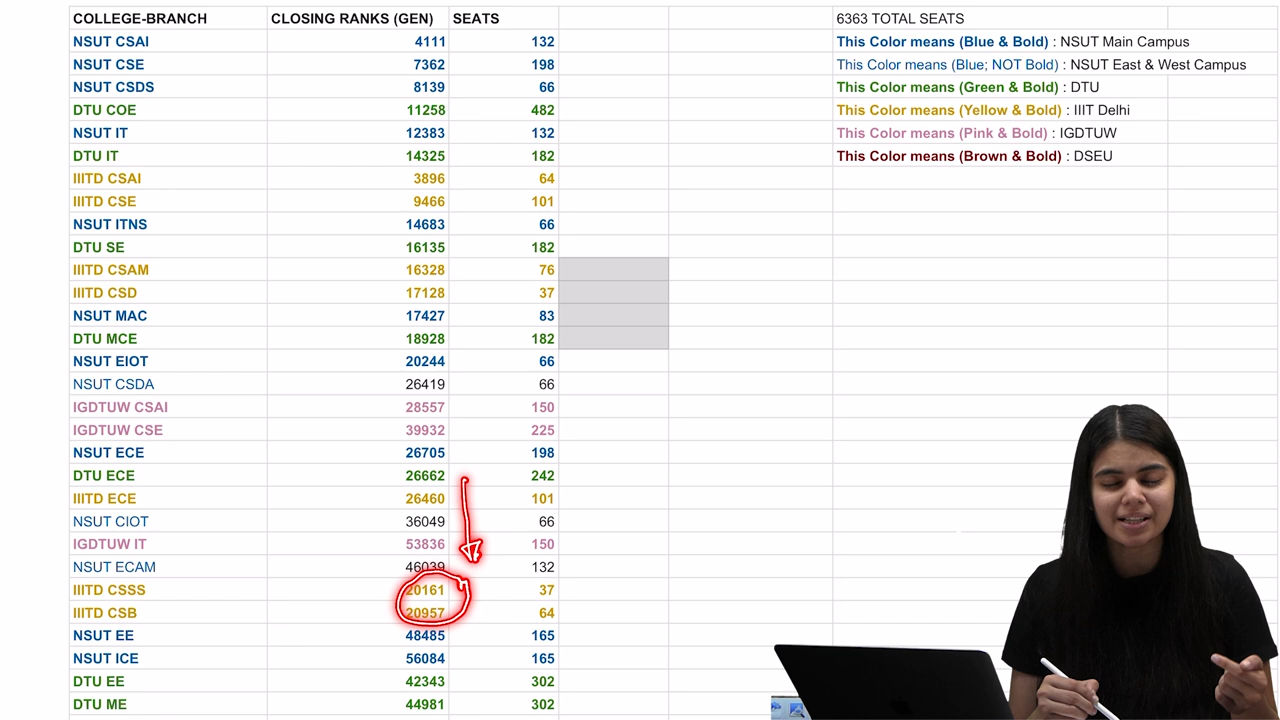 COLLEGE-BRANCH CLOSING RANKS (GEN) SEATS 6363 TOTAL SEATS
NSUT CSAI 4111 132 This Color means (Blue & Bold) : NSUT Main Campus
NSUT CSE 7362 198 This Color means (Blue; NOT Bold) : NSUT East & West Campus
NSUT CSDS 8139 66 This Color means (Green & Bold) : DTU
DTU COE 11258 482 This Color means (Yellow & Bold) : IIIT Delhi
NSUT IT 12383 132 This Color means (Pink & Bold) : IGDTUW
DTU IT 14325 182 This Color means (Brown & Bold) : DSEU
IIITD CSAI 3896 64
IIITD CSE 9466 101
NSUT ITNS 14683 66
DTU SE 16135 182
IIITD CSAM 16328 76
IIITD CSD 17128 37
NSUT MAC 17427 83
DTU MCE 18928 182
NSUT EIOT 20244 66
NSUT CSDA 26419 66
IGDTUW CSAI 28557 150
IGDTUW CSE 39932 225
NSUT ECE 26705 198
DTU ECE 26662 242
IIITD ECE 26460 101
NSUT CIOT 36049 66
IGDTUW IT 53836 150
NSUT ECAM 46039 132
IIITD CSSS 20161 37
IIITD CSB 20957 64
NSUT EE 48485 165
NSUT ICE 56084 165
DTU EE 42343 302
DTU ME 44981 302